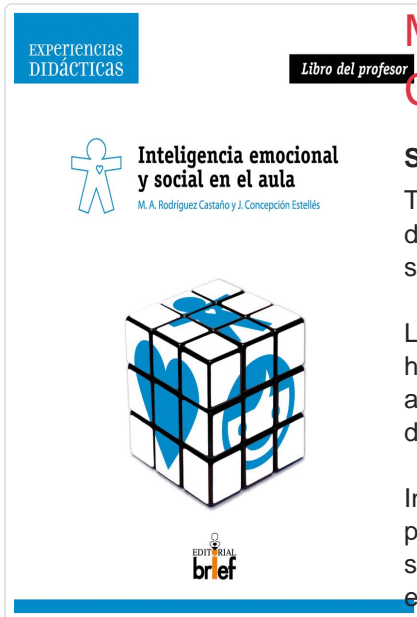 EXPERIENCIAS
DIDÁCTICAS
Libro del profesor
Inteligencia emocional
y social en el aula
M. A. Rodríguez Castaño y J. Concepción Estellés
EDITORIAL
brief